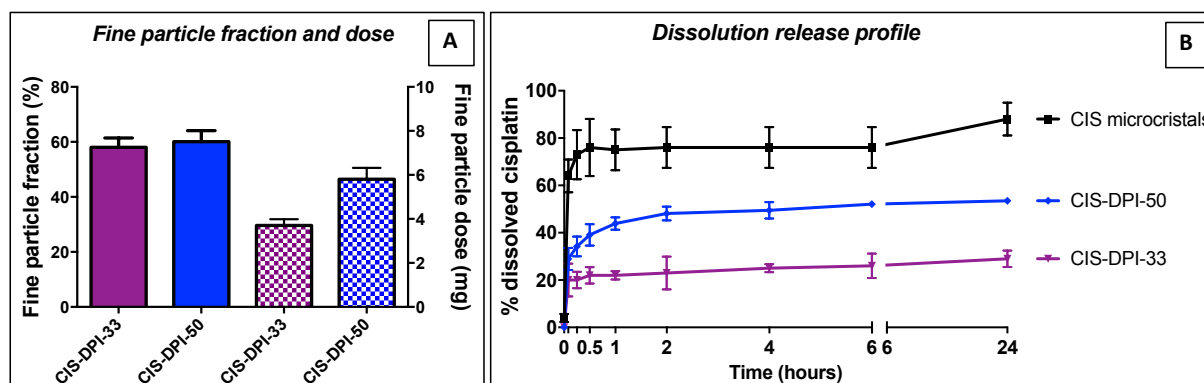 Fine particle fraction and dose
A
Fine particle fraction (%)
80
60
40
20
0
10
8
6
4
2
0
Fine particle dose (mg)
CIS-DPI-33
CIS-DPI-50
CIS-DPI-33
CIS-DPI-50
Dissolution release profile
B
% dissolved cisplatin
100
80
60
40
20
0
0 0.5 1 2 4 6 6 24
Time (hours)
CIS microcristals
CIS-DPI-50
CIS-DPI-33